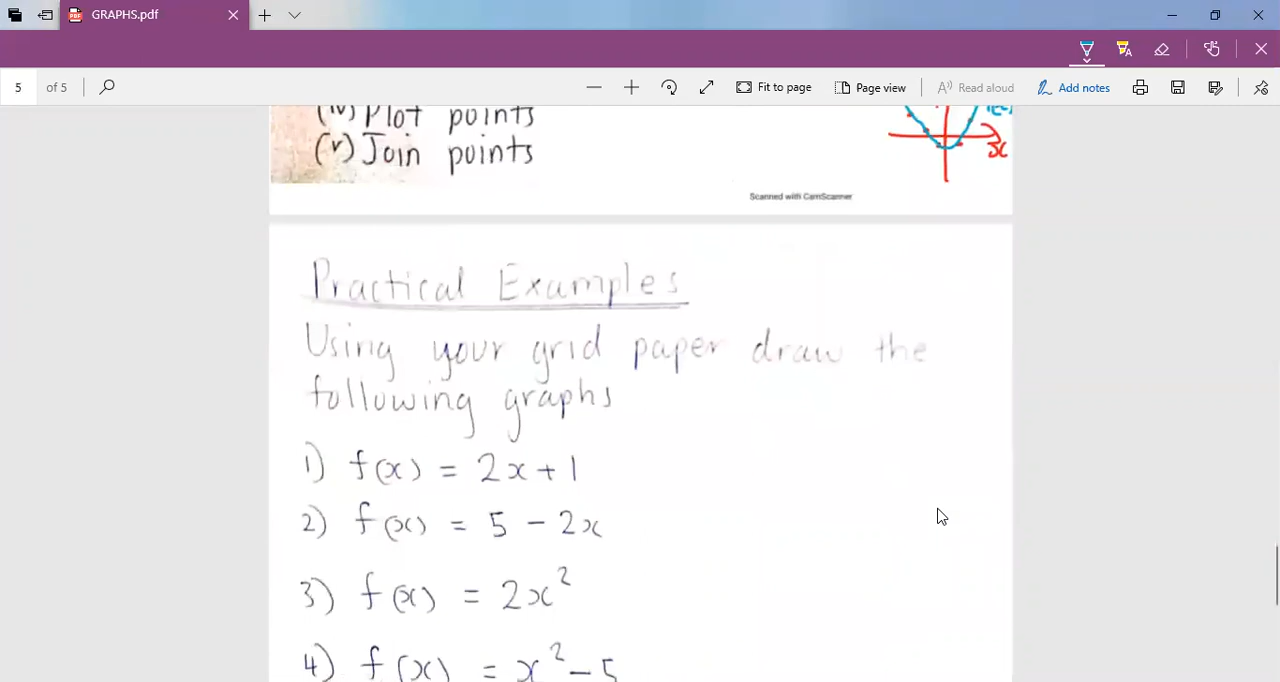 GRAPHS.pdf
5 of 5 Fit to page Page view Read aloud Add notes
(iv) Plot points
(v) Join points
x
Scanned with CamScanner
Practical Examples
Using your grid paper draw the
following graphs
1) f(x) = 2x + 1
2) f(x) = 5 - 2x
3) f(x) = 2x²
4) f(x) = x² - 5